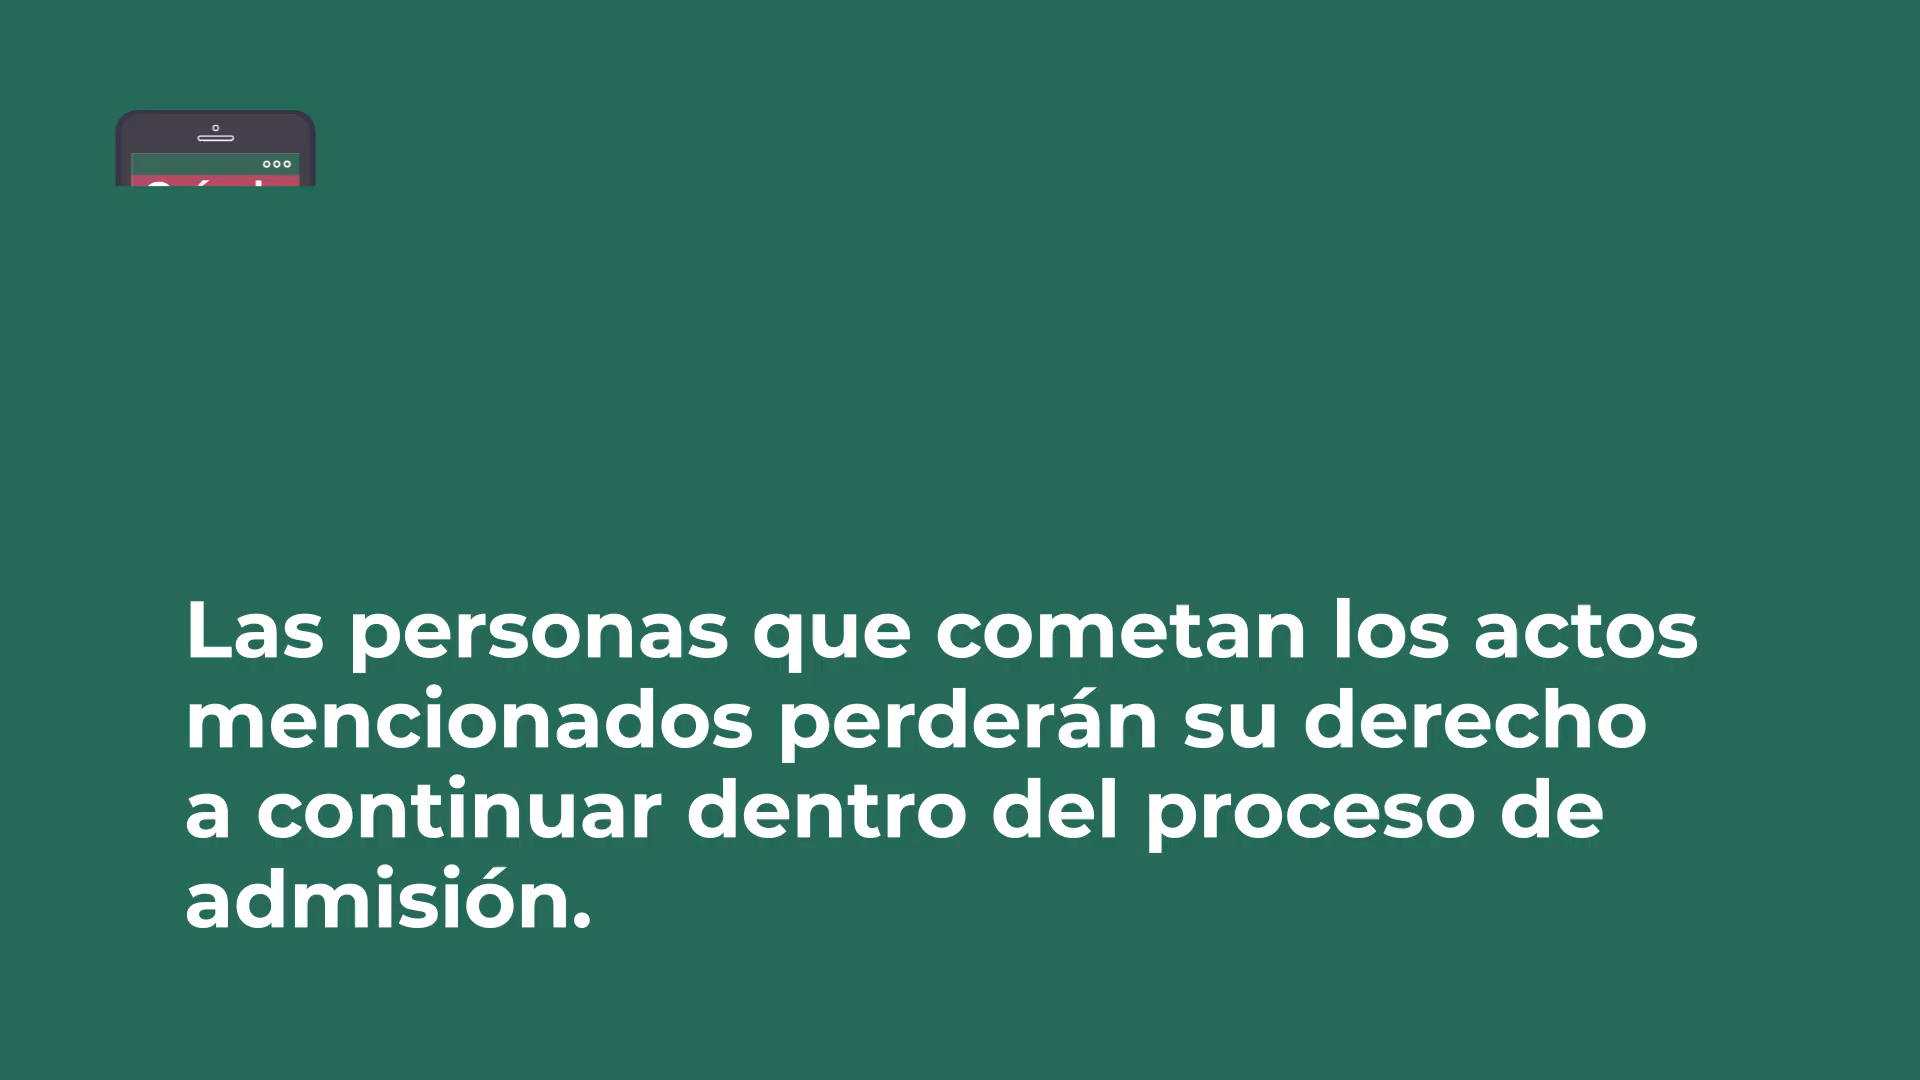 Las personas que cometan los actos
mencionados perderán su derecho
a continuar dentro del proceso de
admisión.